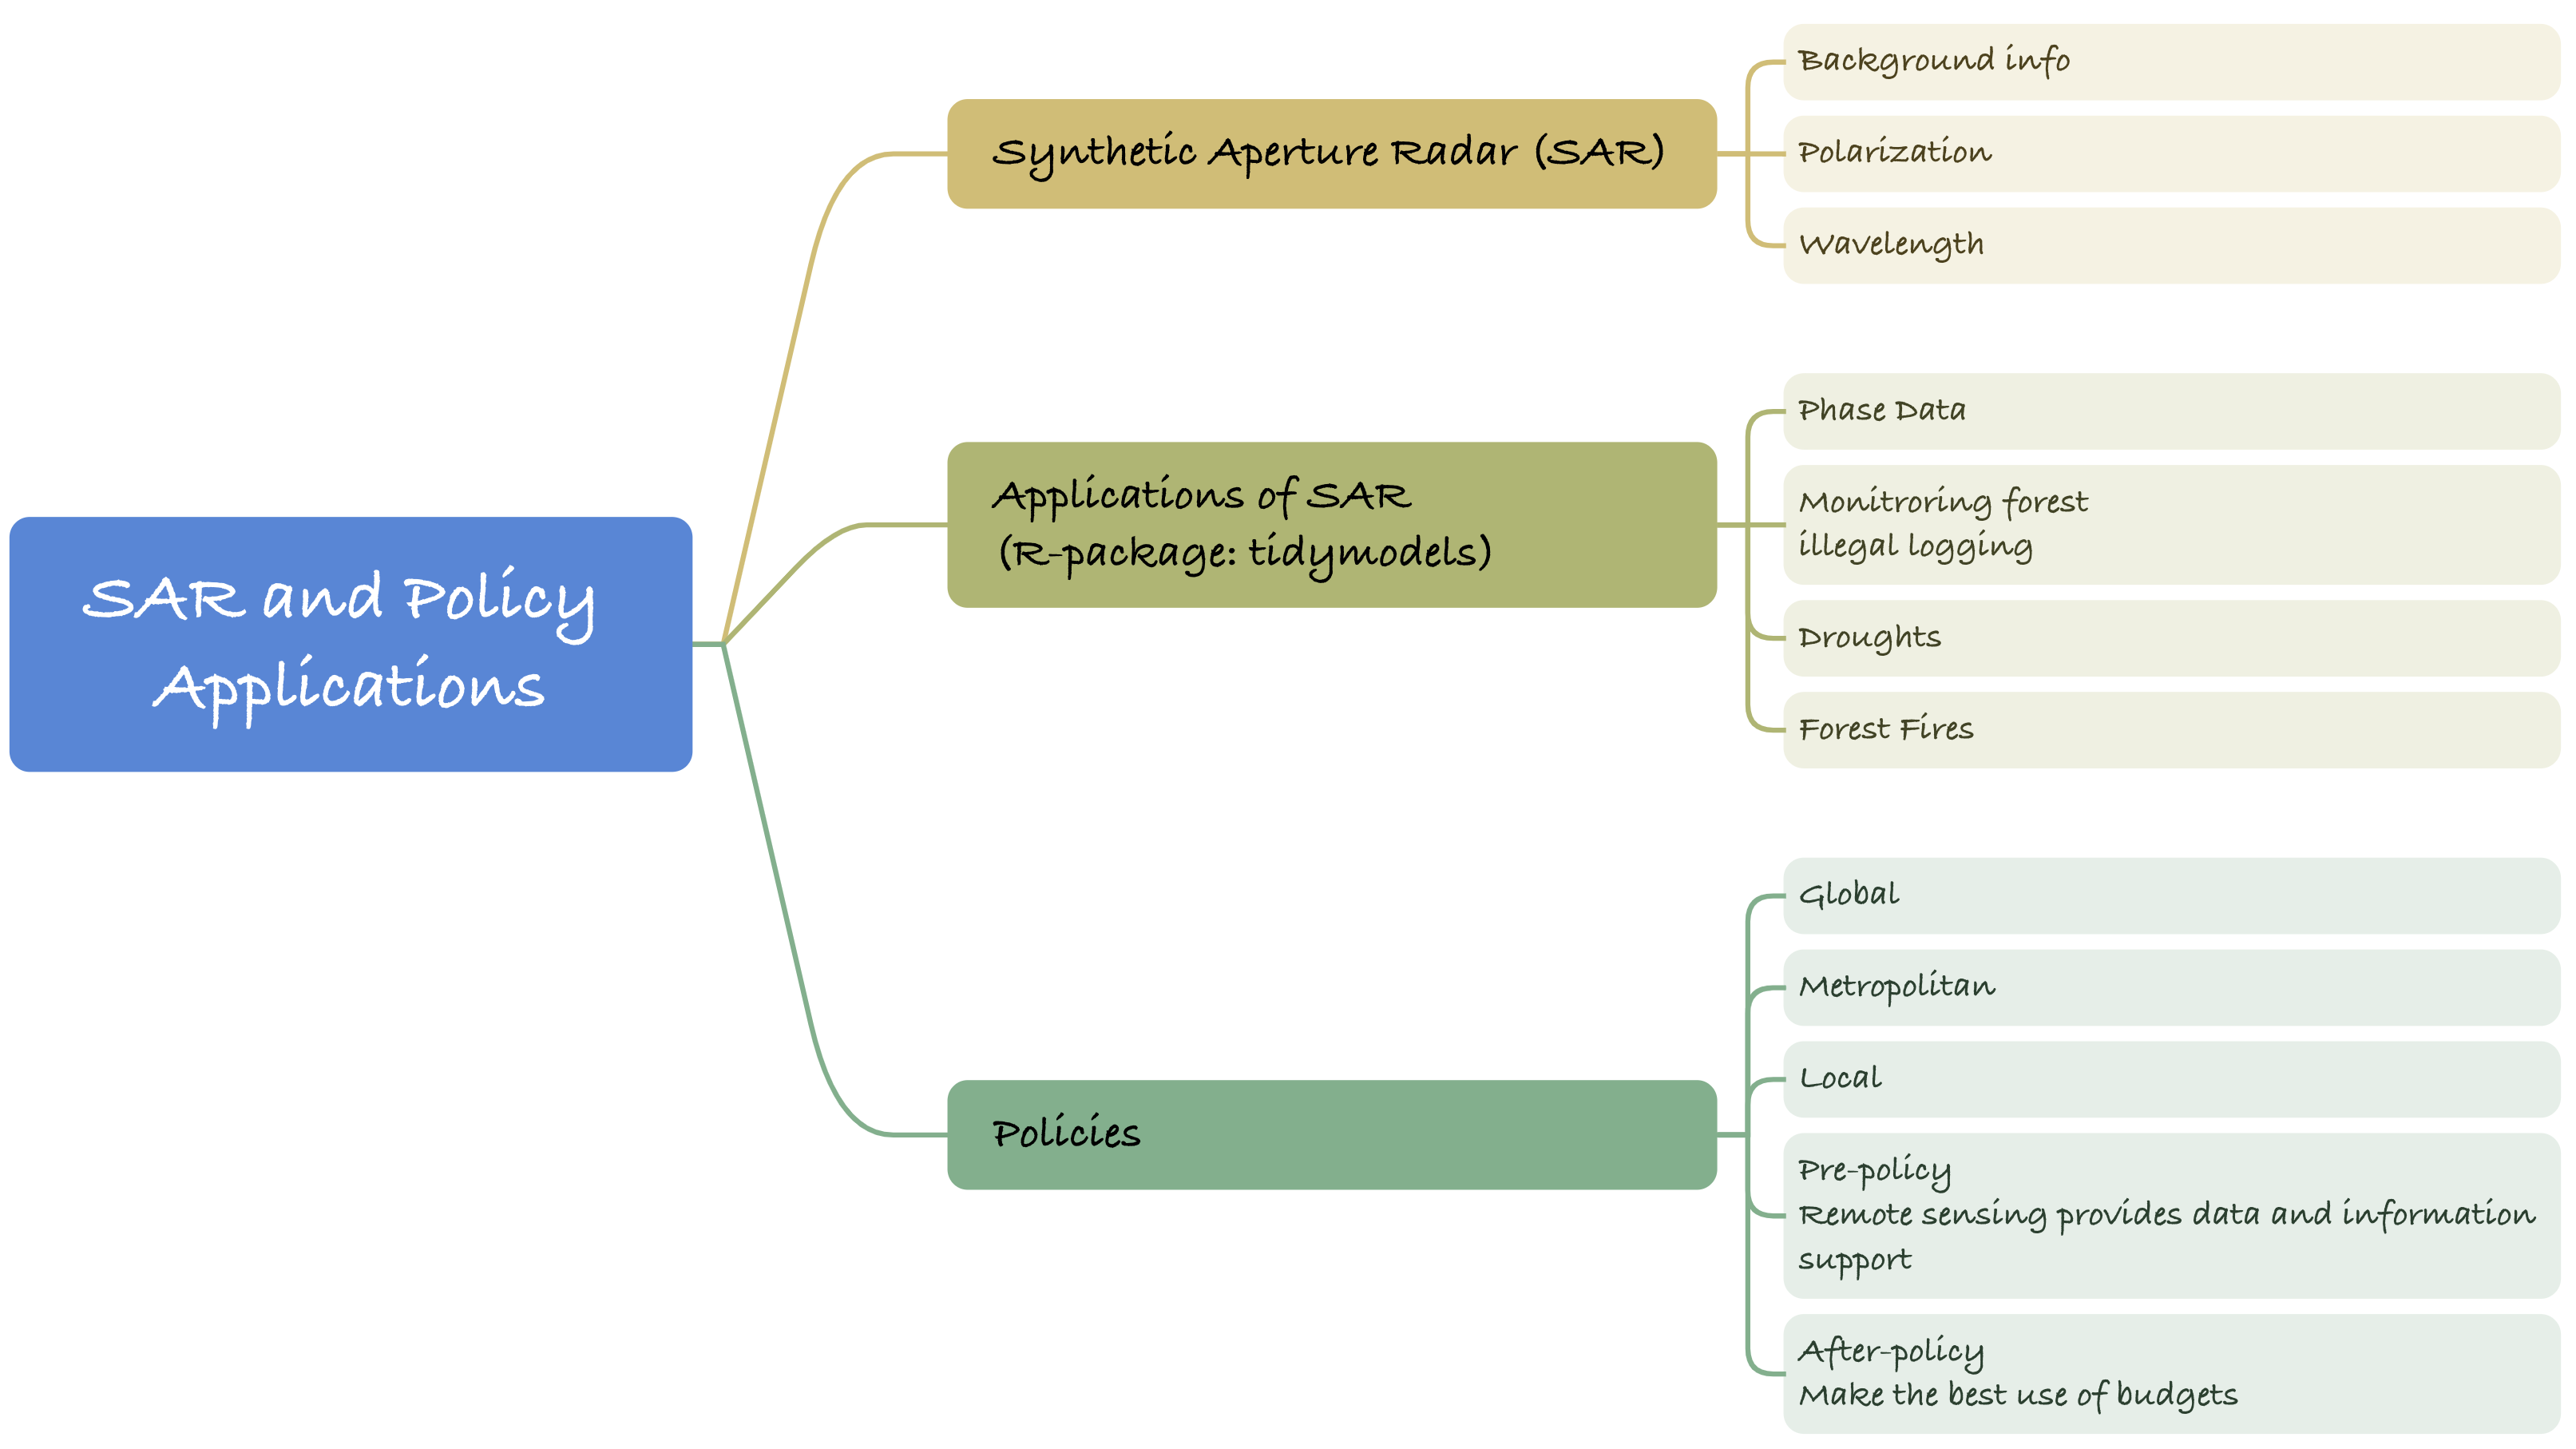 SAR and Policy
Applications
Synthetic Aperture Radar (SAR)
Background info
Polarization
Wavelength
Applications of SAR
(R-package: tidymodels)
Phase Data
Monitroring forest
illegal logging
Droughts
Forest Fires
Policies
Global
Metropolitan
Local
Pre-policy
Remote sensing provides data and information
support
After-policy
Make the best use of budgets